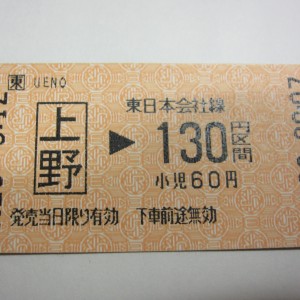 東 UENO
上野
東日本会社線
▶ 130円区間
小児60円
発売当日限り有効 下車前途無効